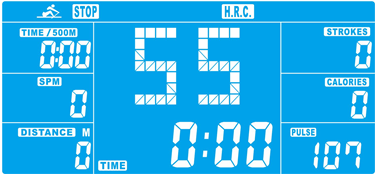 STOP H.R.C.
TIME/500M
0:00
SPM
0
DISTANCE M
0
55
TIME 0:00
STROKES
0
CALORIES
0
PULSE
107